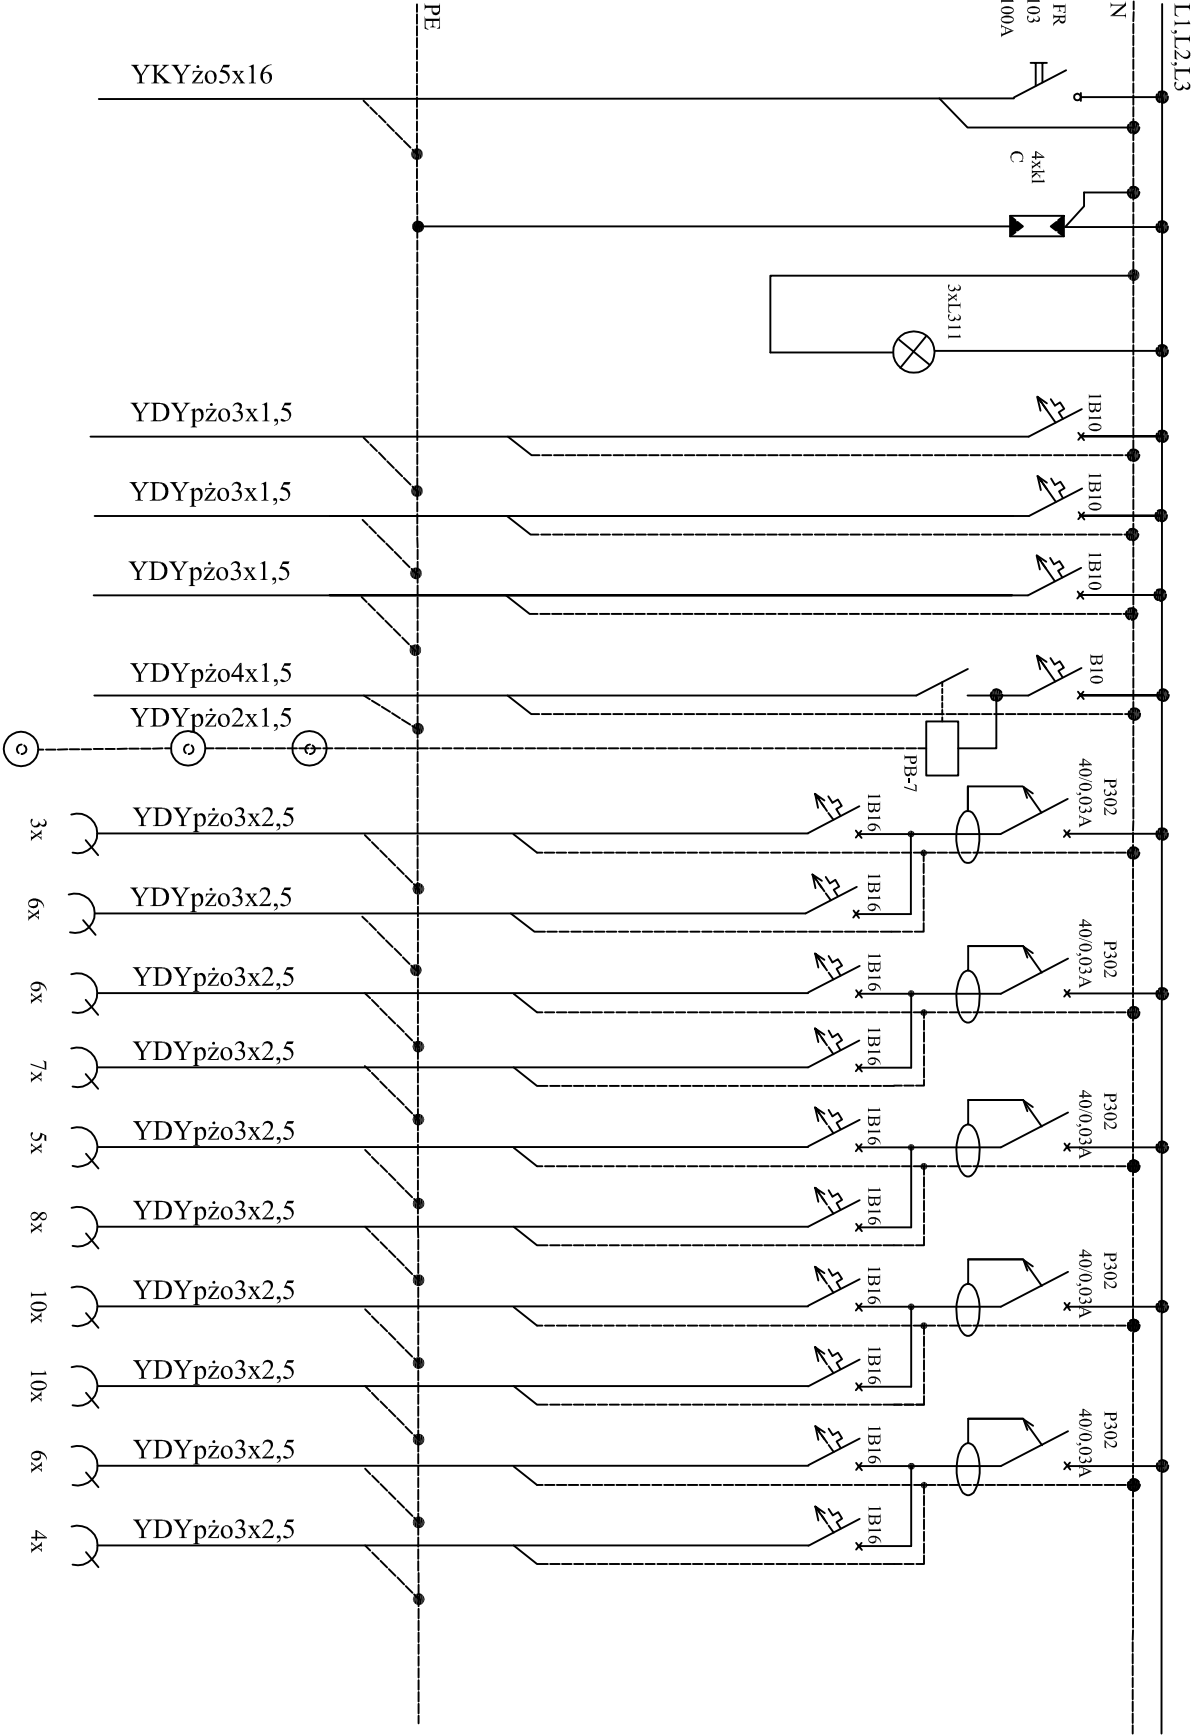 L1,L2,L3
N
FR
103
100A
PE
YKYżo5x16
4xkl
C
3xL311
1B10
YDYpżo3x1,5
1B10
YDYpżo3x1,5
1B10
YDYpżo3x1,5
B10
YDYpżo4x1,5
YDYpżo2x1,5
PB-7
P302
40/0,03A
1B16
YDYpżo3x2,5
3x
1B16
YDYpżo3x2,5
6x
P302
40/0,03A
1B16
YDYpżo3x2,5
6x
1B16
YDYpżo3x2,5
7x
P302
40/0,03A
1B16
YDYpżo3x2,5
5x
1B16
YDYpżo3x2,5
8x
P302
40/0,03A
1B16
YDYpżo3x2,5
10x
1B16
YDYpżo3x2,5
10x
P302
40/0,03A
1B16
YDYpżo3x2,5
6x
1B16
YDYpżo3x2,5
4x